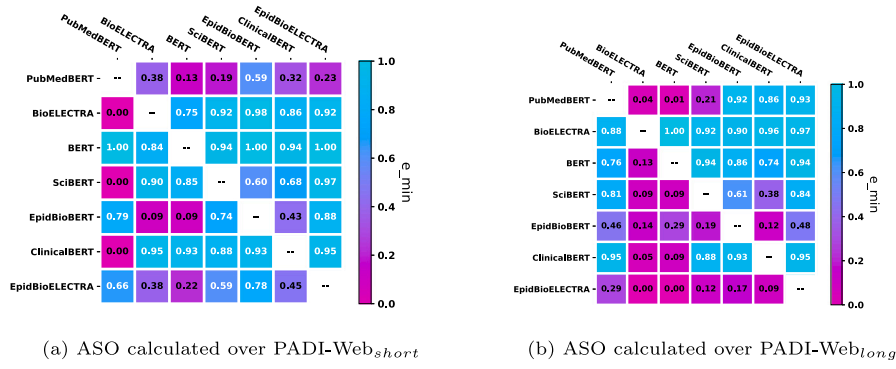 PubMedBERT
BioELECTRA
BERT
SciBERT
EpidBioBERT
ClinicalBERT
EpidBioELECTRA
PubMedBERT -- 0.38 0.13 0.19 0.59 0.32 0.23
BioELECTRA 0.00 -- 0.75 0.92 0.98 0.86 0.92
BERT 1.00 0.84 -- 0.94 1.00 0.94 1.00
SciBERT 0.00 0.90 0.85 -- 0.60 0.68 0.97
EpidBioBERT 0.79 0.09 0.09 0.74 -- 0.43 0.88
ClinicalBERT 0.00 0.95 0.93 0.88 0.93 -- 0.95
EpidBioELECTRA 0.66 0.38 0.22 0.59 0.78 0.45 --
1.0
0.8
0.6
0.4
0.2
0.0
e_min
(a) ASO calculated over PADI-Webshort
PubMedBERT
BioELECTRA
BERT
SciBERT
EpidBioBERT
ClinicalBERT
EpidBioELECTRA
PubMedBERT -- 0.04 0.01 0.21 0.92 0.86 0.93
BioELECTRA 0.88 -- 1.00 0.92 0.90 0.96 0.97
BERT 0.76 0.13 -- 0.94 0.86 0.74 0.94
SciBERT 0.81 0.09 0.09 -- 0.61 0.38 0.84
EpidBioBERT 0.46 0.14 0.29 0.19 -- 0.12 0.48
ClinicalBERT 0.95 0.05 0.09 0.88 0.93 -- 0.95
EpidBioELECTRA 0.29 0.00 0.00 0.12 0.17 0.09 --
1.0
0.8
0.6
0.4
0.2
0.0
e_min
(b) ASO calculated over PADI-Weblong